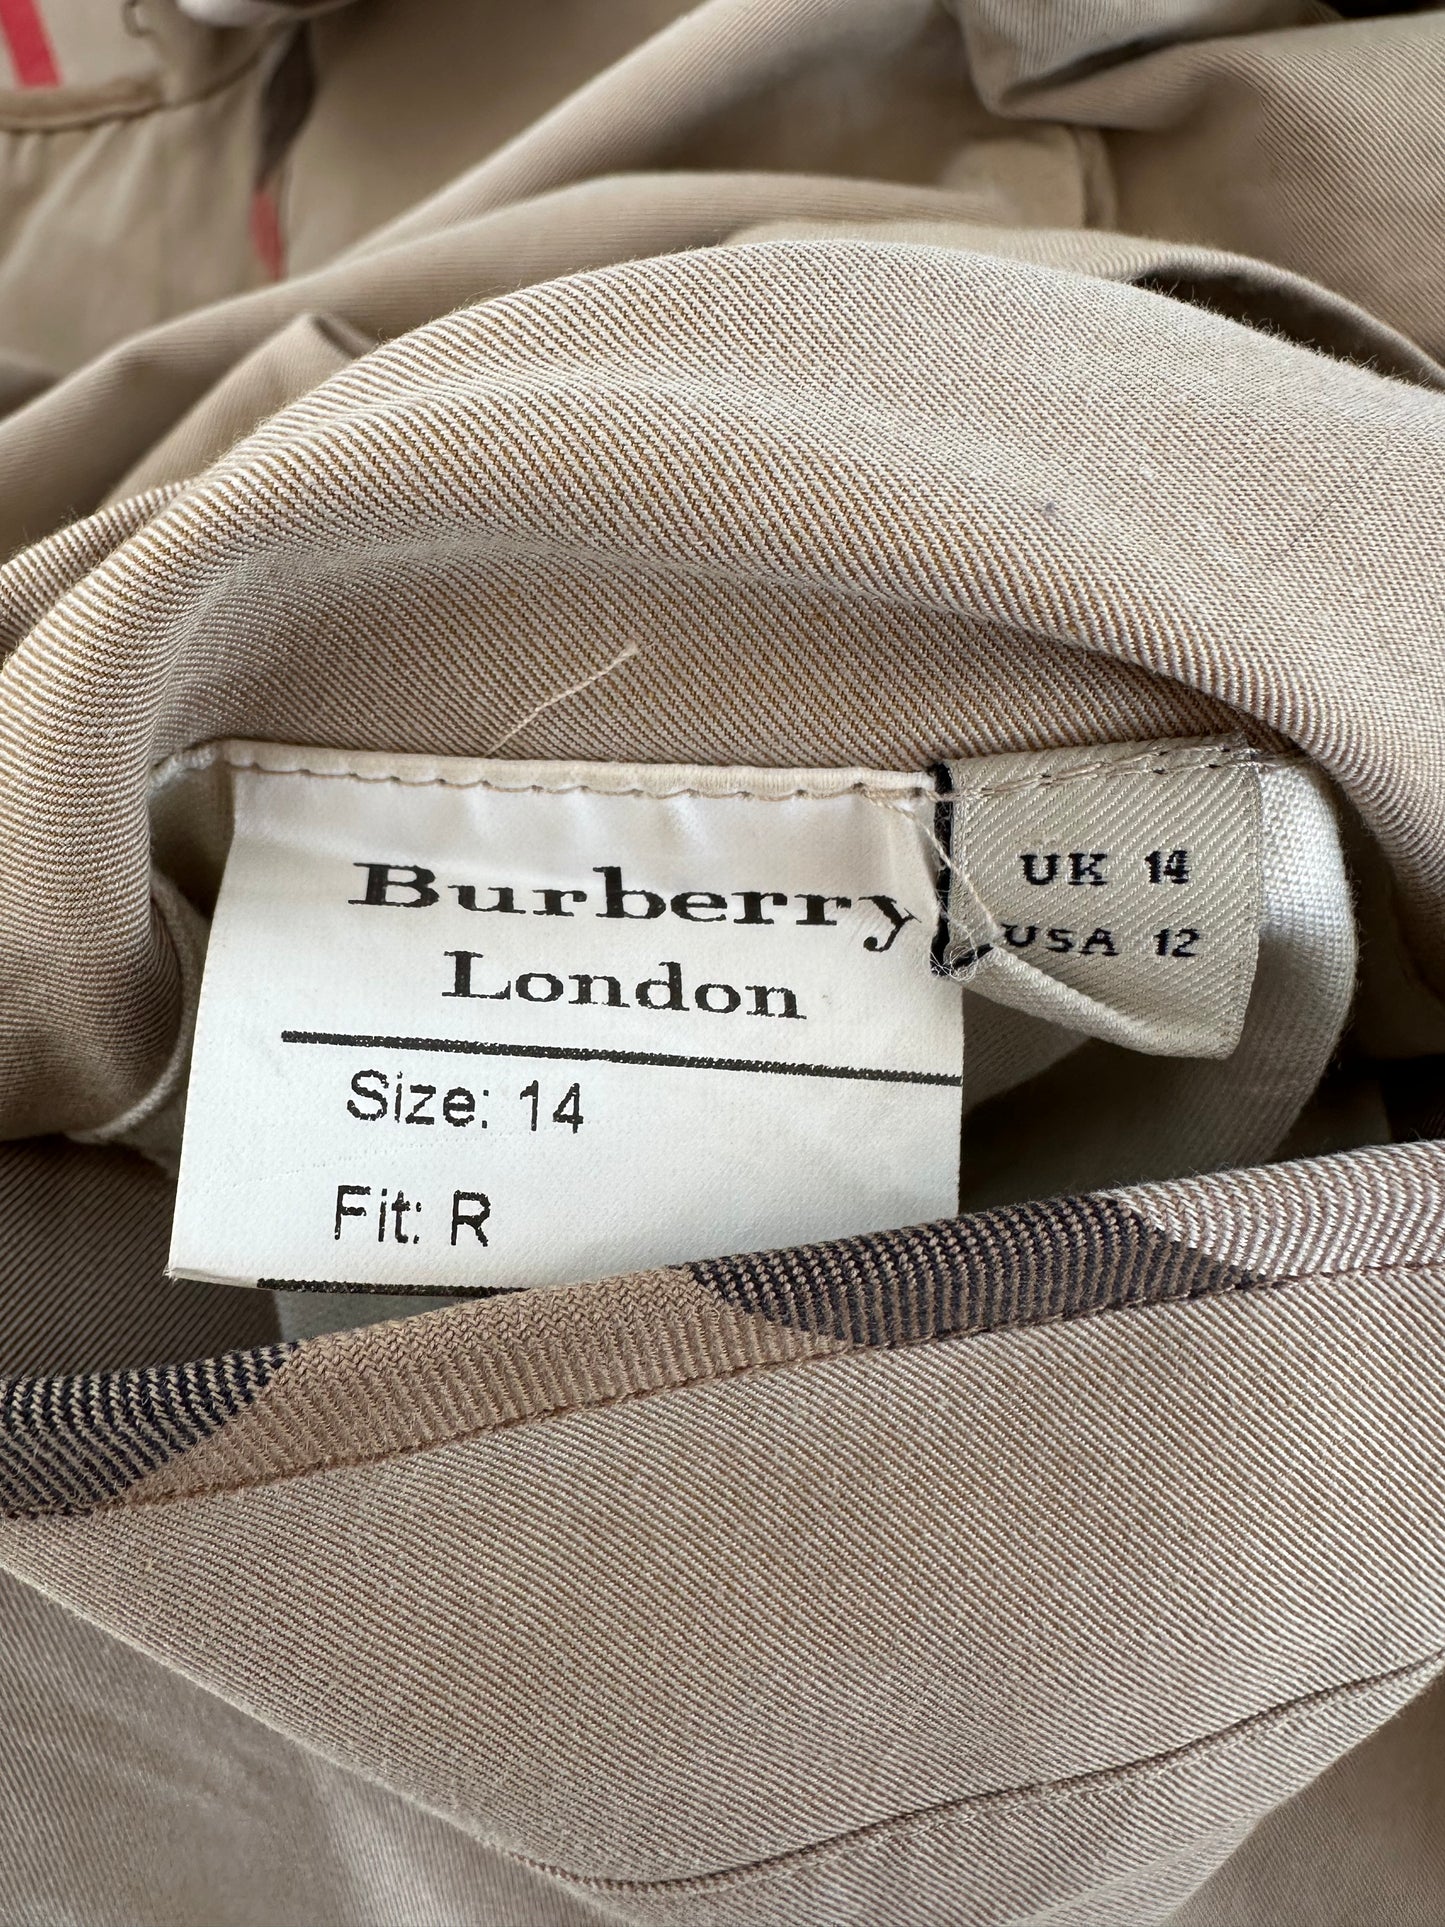 Burberry
London
Size: 14
Fit: R
UK 14
USA 12